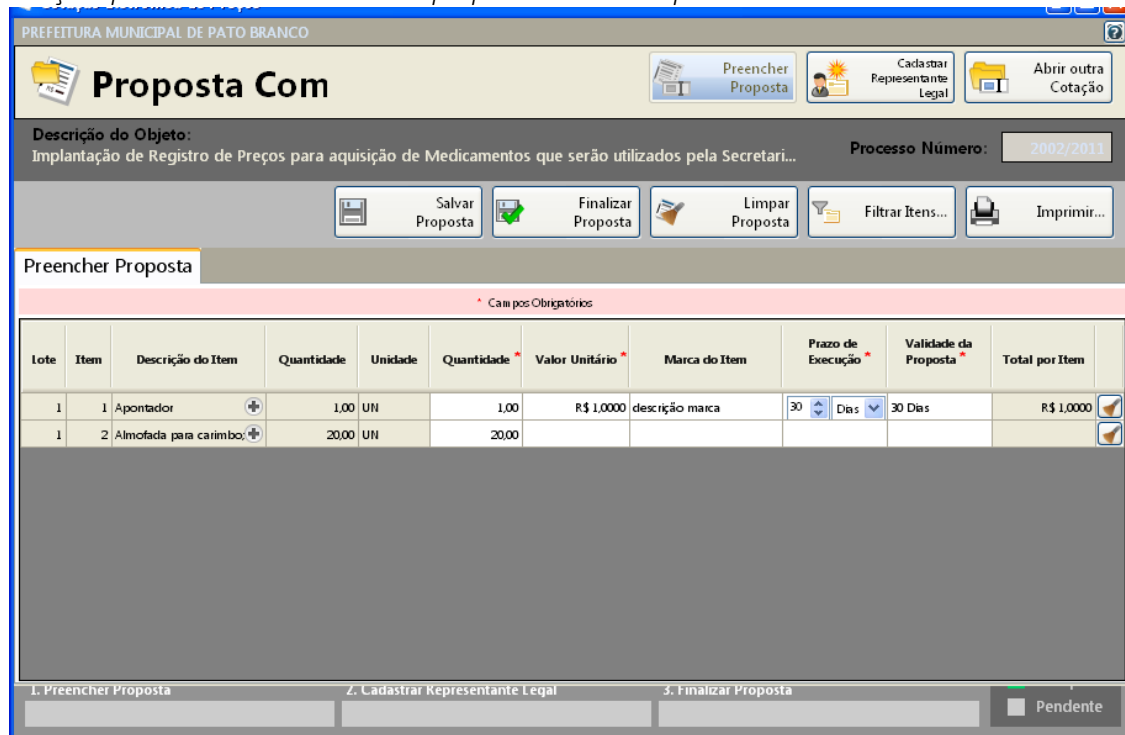 PREFEITURA MUNICIPAL DE PATO BRANCO
Proposta Com
Preencher
Proposta
Cadastrar
Representante
Legal
Abrir outra
Cotação
Descrição do Objeto:
Implantação de Registro de Preços para aquisição de Medicamentos que serão utilizados pela Secretari...
Processo Número:
2002/2011
Salvar
Proposta
Finalizar
Proposta
Limpar
Proposta
Filtrar Itens...
Imprimir...
Preencher Proposta
* Campos Obrigatórios
Lote Item Descrição do Item Quantidade Unidade Quantidade * Valor Unitário * Marca do Item Prazo de Execução * Validade da Proposta * Total por Item
1 1 Apontador 1,00 UN 1,00 R$ 1,0000 descrição marca 30 Dias 30 Dias R$ 1,0000
1 2 Almofada para carimbo; 20,00 UN 20,00
1. Preencher Proposta 2. Cadastrar Representante Legal 3. Finalizar Proposta
Pendente